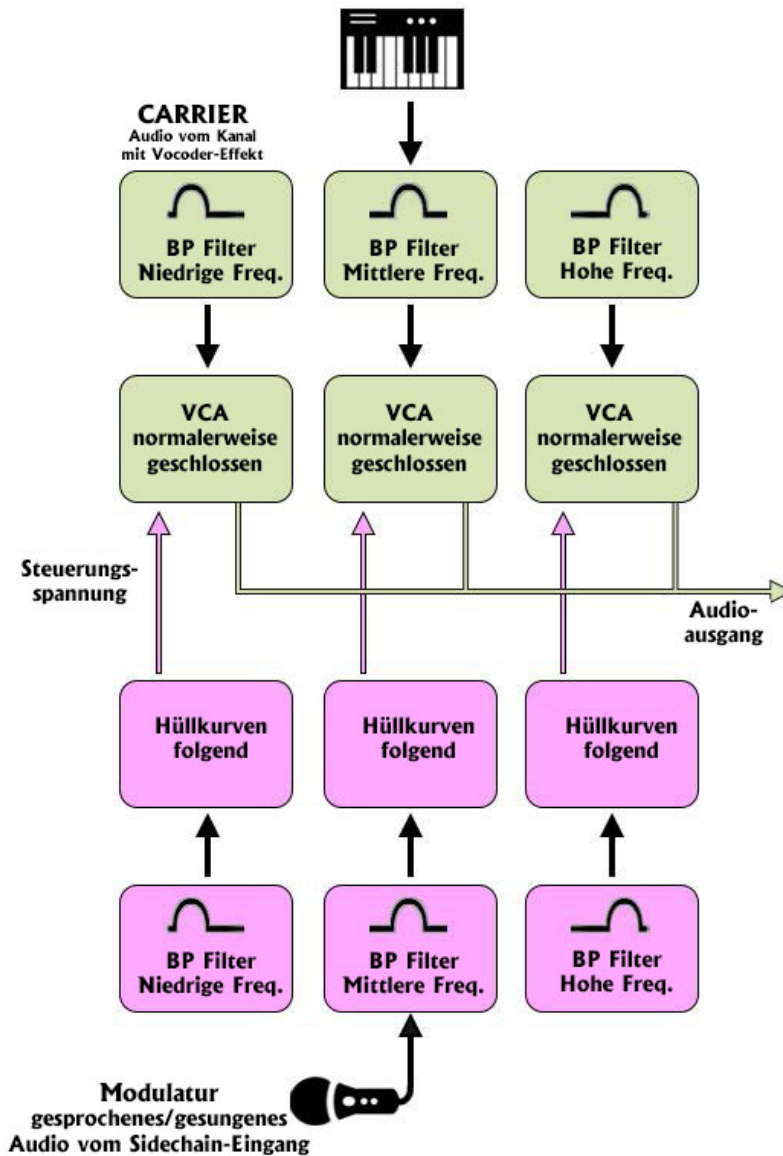 CARRIER
Audio vom Kanal
mit Vocoder-Effekt
BP Filter
Niedrige Freq.
BP Filter
Mittlere Freq.
BP Filter
Hohe Freq.
VCA
normalerweise
geschlossen
VCA
normalerweise
geschlossen
VCA
normalerweise
geschlossen
Steuerungs-
spannung
Audio-
ausgang
Hüllkurven
folgend
Hüllkurven
folgend
Hüllkurven
folgend
BP Filter
Niedrige Freq.
BP Filter
Mittlere Freq.
BP Filter
Hohe Freq.
Modulatur
gesprochenes/gesungenes
Audio vom Sidechain-Eingang